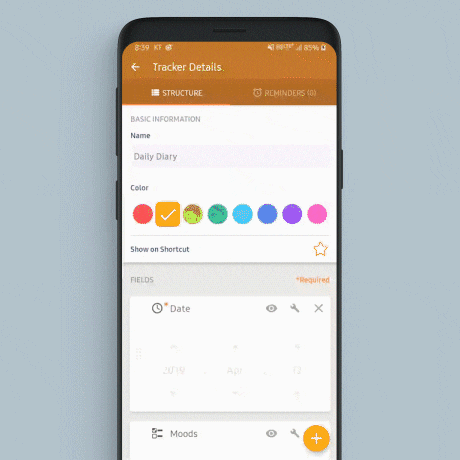 8:39 KF 85%
Tracker Details
STRUCTURE REMINDERS (0)
BASIC INFORMATION
Name
Daily Diary
Color
Show on Shortcut
FIELDS *Required
* Date
2019 . Apr . 12
Moods